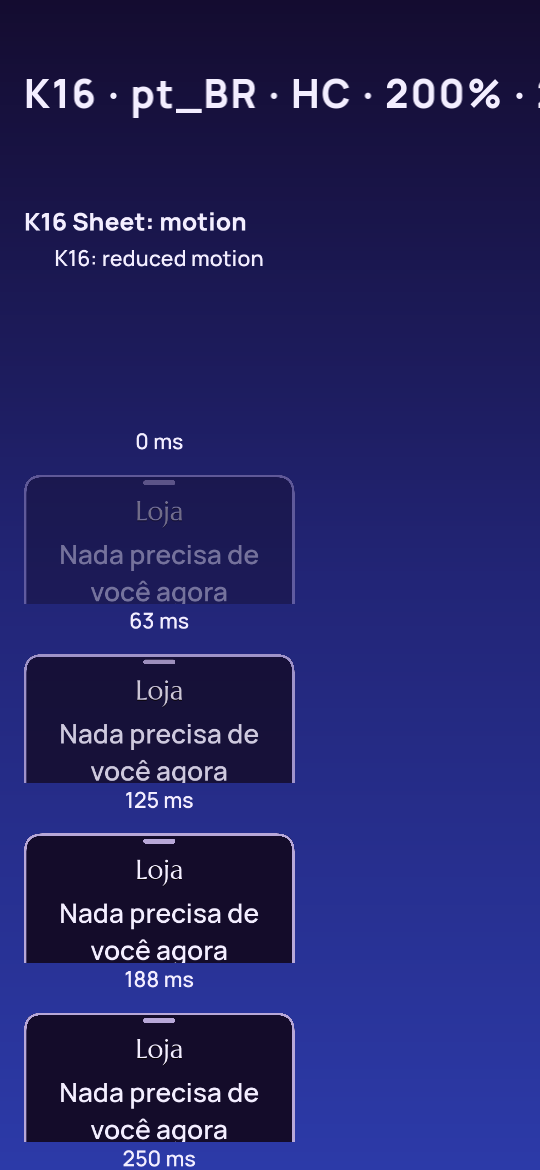 K16 · pt_BR · HC · 200% ·
K16 Sheet: motion
K16: reduced motion
0 ms
Loja
Nada precisa de
você agora
63 ms
Loja
Nada precisa de
você agora
125 ms
Loja
Nada precisa de
você agora
188 ms
Loja
Nada precisa de
você agora
250 ms